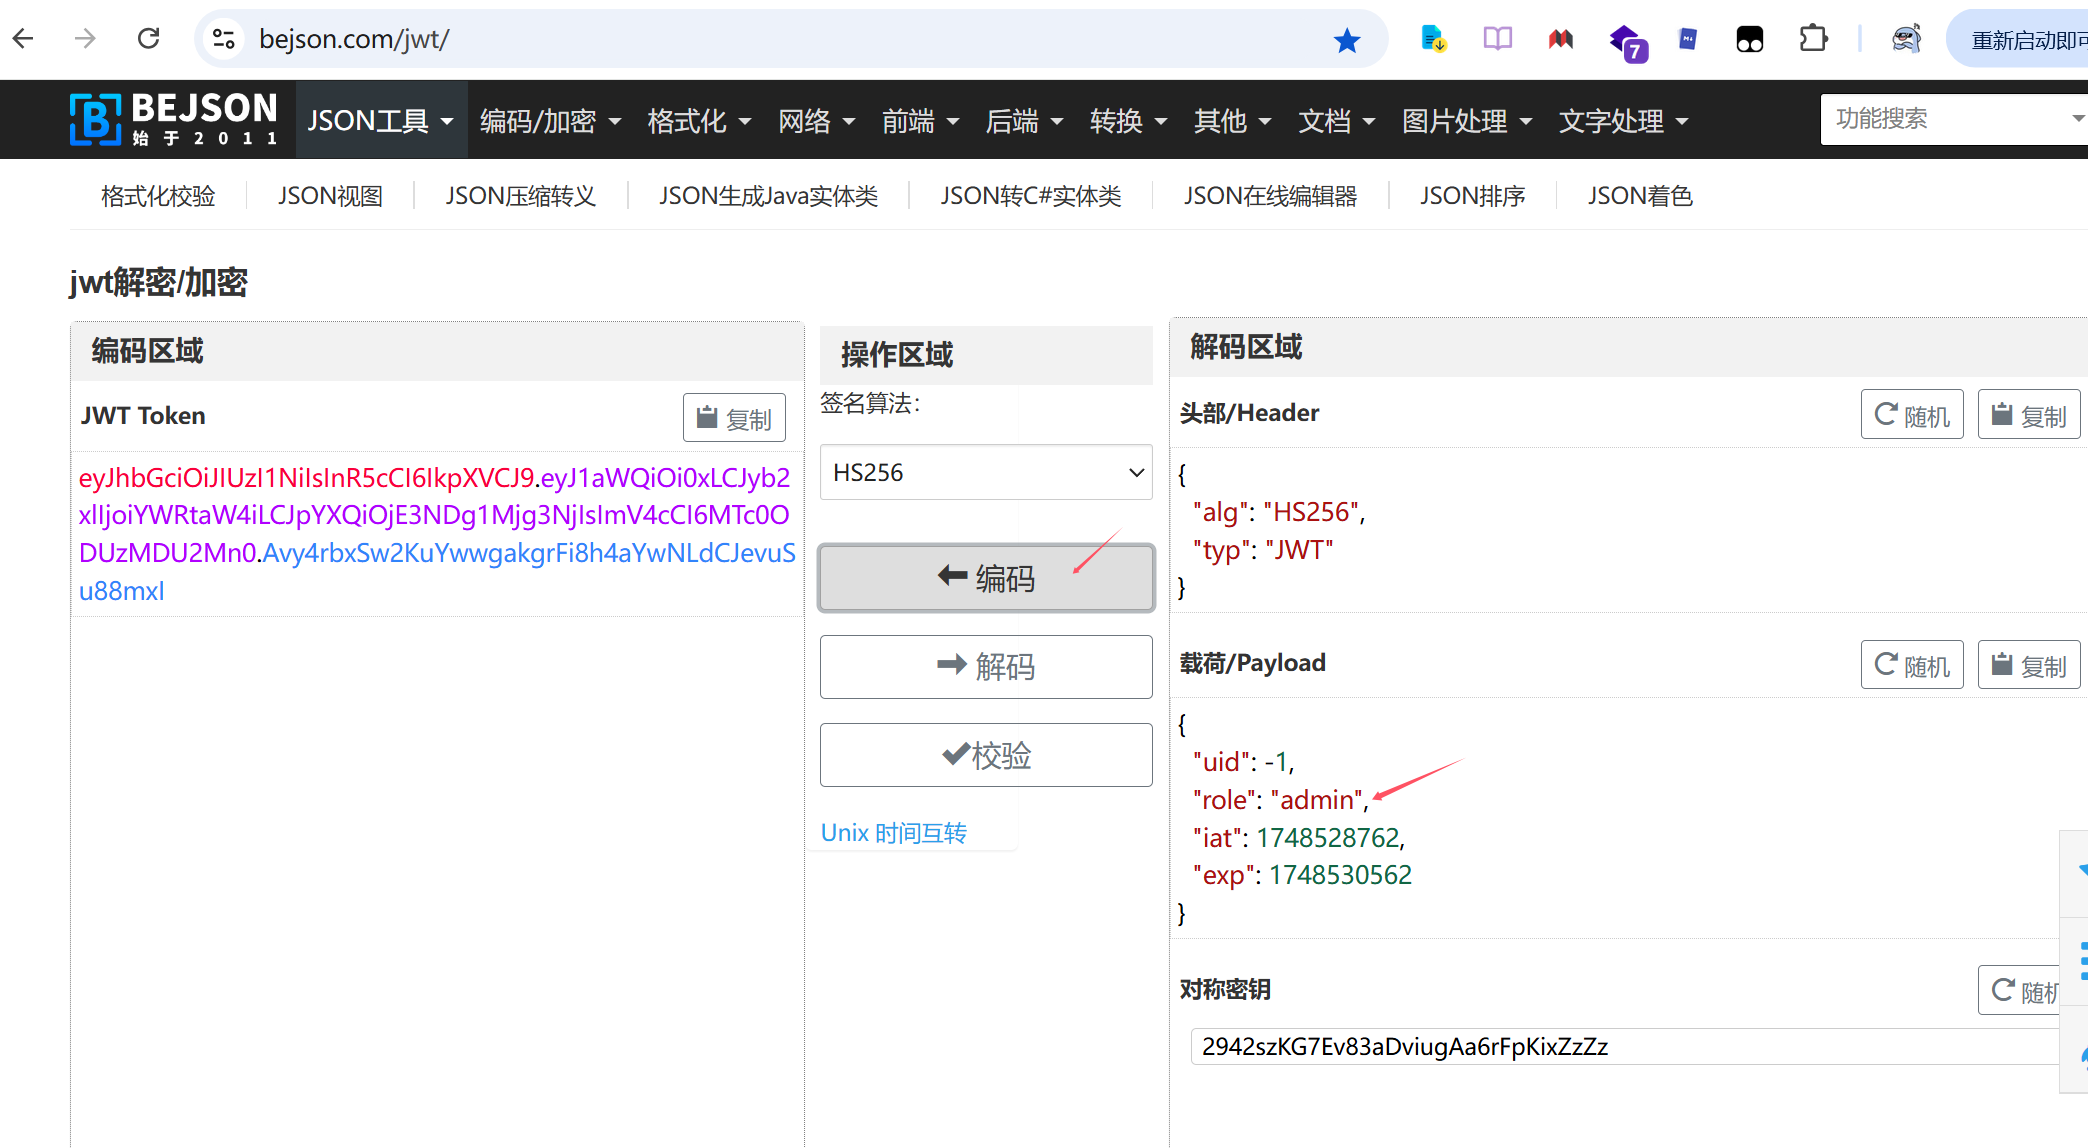 bejson.com/jwt/
7
重新启动即可
BEJSON
始于2011
JSON工具 编码/加密 格式化 网络 前端 后端 转换 其他 文档 图片处理 文字处理 功能搜索
格式化校验 JSON视图 JSON压缩转义 JSON生成Java实体类 JSON转C#实体类 JSON在线编辑器 JSON排序 JSON着色
jwt解密/加密
编码区域
JWT Token 复制
eyJhbGciOiJIUzI1NiIsInR5cCI6IkpXVCJ9.eyJ1aWQiOi0xLCJyb2
xlIjoiYWRtaW4iLCJpYXQiOjE3NDg1Mjg3NjIsImV4cCI6MTc0O
DUzMDU2Mn0.Avy4rbxSw2KuYwwgakgrFi8h4aYwNLdCJevuS
u88mxI
操作区域
签名算法:
HS256
编码
解码
校验
Unix 时间互转
解码区域
头部/Header 随机 复制
{
"alg": "HS256",
"typ": "JWT"
}
载荷/Payload 随机 复制
{
"uid": -1,
"role": "admin",
"iat": 1748528762,
"exp": 1748530562
}
对称密钥 随机
2942szKG7Ev83aDviugAa6rFpKixZzZz